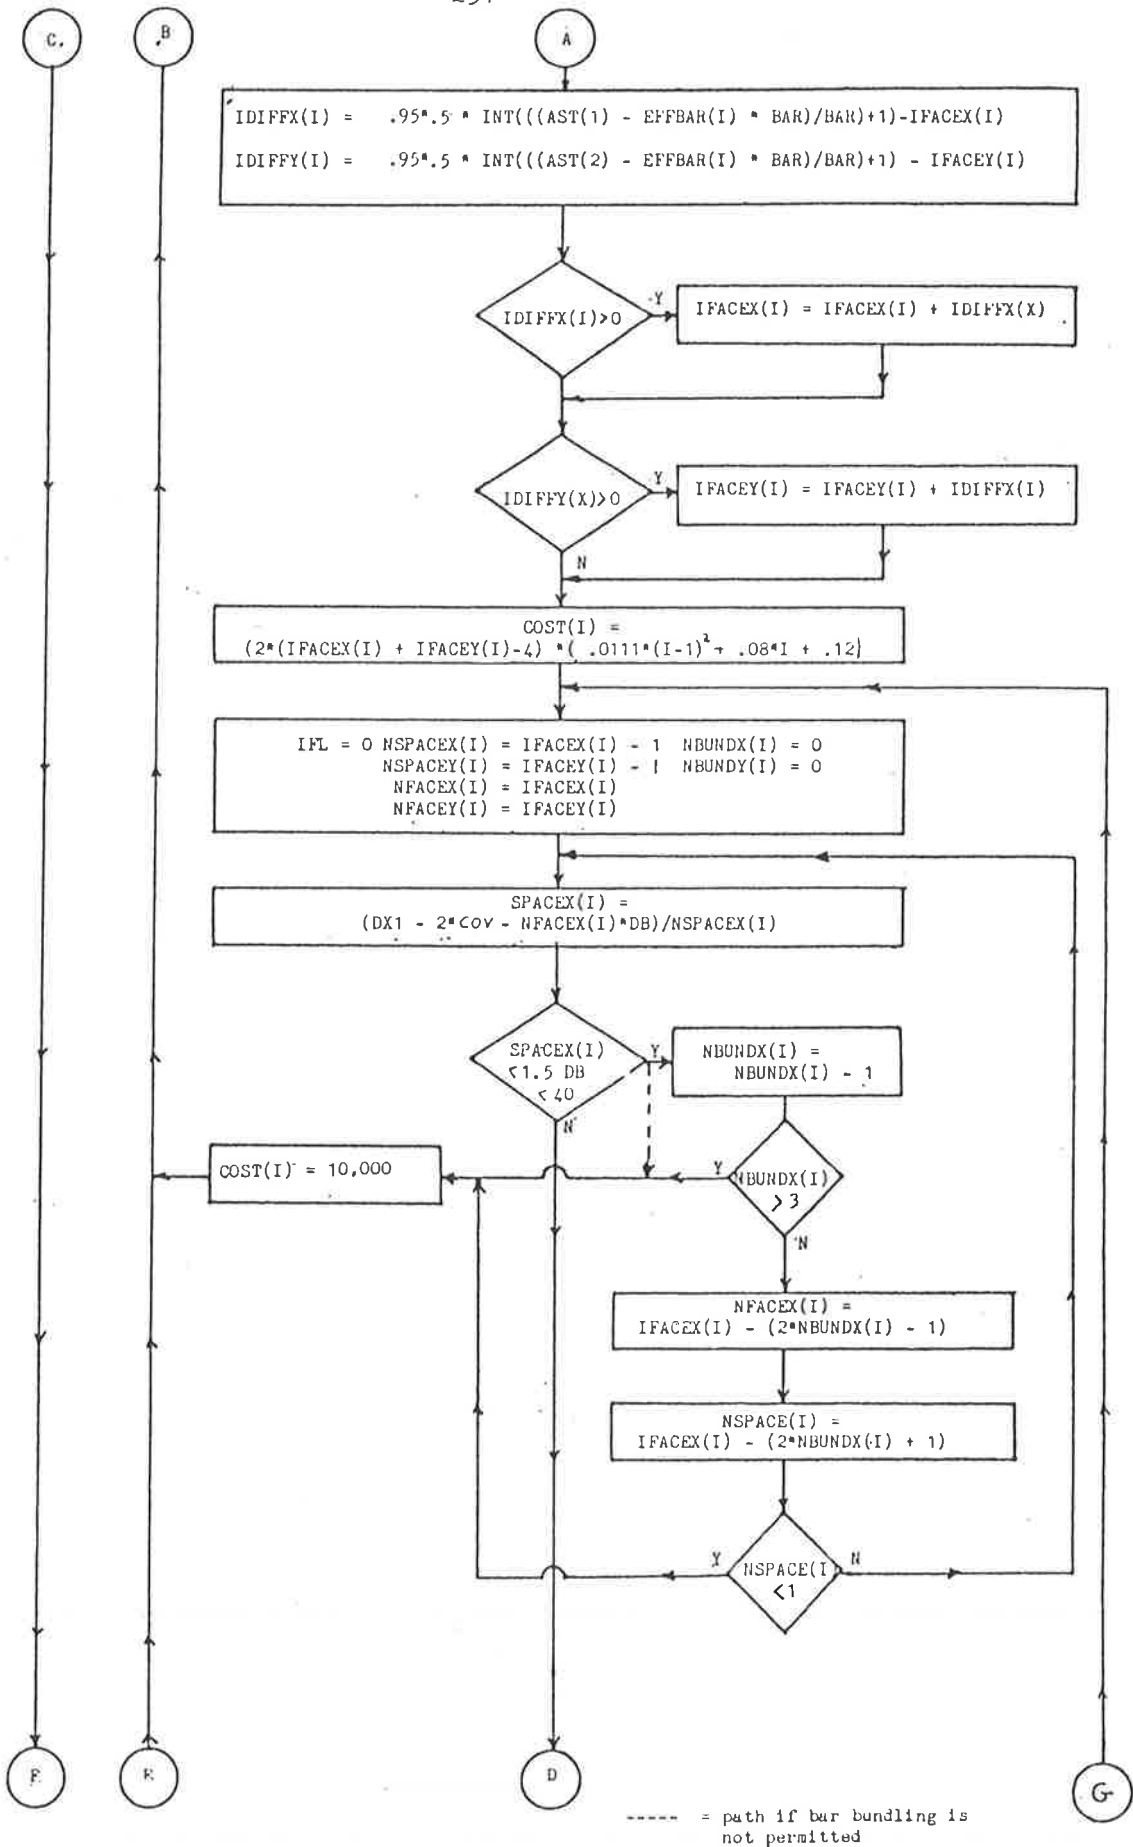 C.
.B
A
IDIFFX(I) = .95*.5 * INT(((AST(1) - EFFBAR(I) * BAR)/BAR)+1)-IFACEX(I)
IDIFFY(I) = .95*.5 * INT(((AST(2) - EFFBAR(I) * BAR)/BAR)+1) - IFACEY(I)
IDIFFX(I)>0
Y
IFACEX(I) = IFACEX(I) + IDIFFX(X)
IDIFFY(X)>0
Y
IFACEY(I) = IFACEY(I) + IDIFFX(I)
N
COST(I) =
(2*(IFACEX(I) + IFACEY(I)-4) *( .0111*(I-1)² + .08*I + .12)
IFL = 0 NSPACEX(I) = IFACEX(I) - 1 NBUNDX(I) = 0
NSPACEY(I) = IFACEY(I) - 1 NBUNDY(I) = 0
NFACEX(I) = IFACEX(I)
NFACEY(I) = IFACEY(I)
SPACEX(I) =
(DX1 - 2*COV - NFACEX(I)*DB)/NSPACEX(I)
SPACEX(I)
<1.5 DB
<40
Y
N
NBUNDX(I) =
NBUNDX(I) - 1
COST(I) = 10,000
Y
NBUNDX(I)
>3
N
NFACEX(I) =
IFACEX(I) - (2*NBUNDX(I) - 1)
NSPACE(I) =
IFACEX(I) - (2*NBUNDX(I) + 1)
Y
NSPACE(I
<1
N
D
G
----- = path if bar bundling is
not permitted